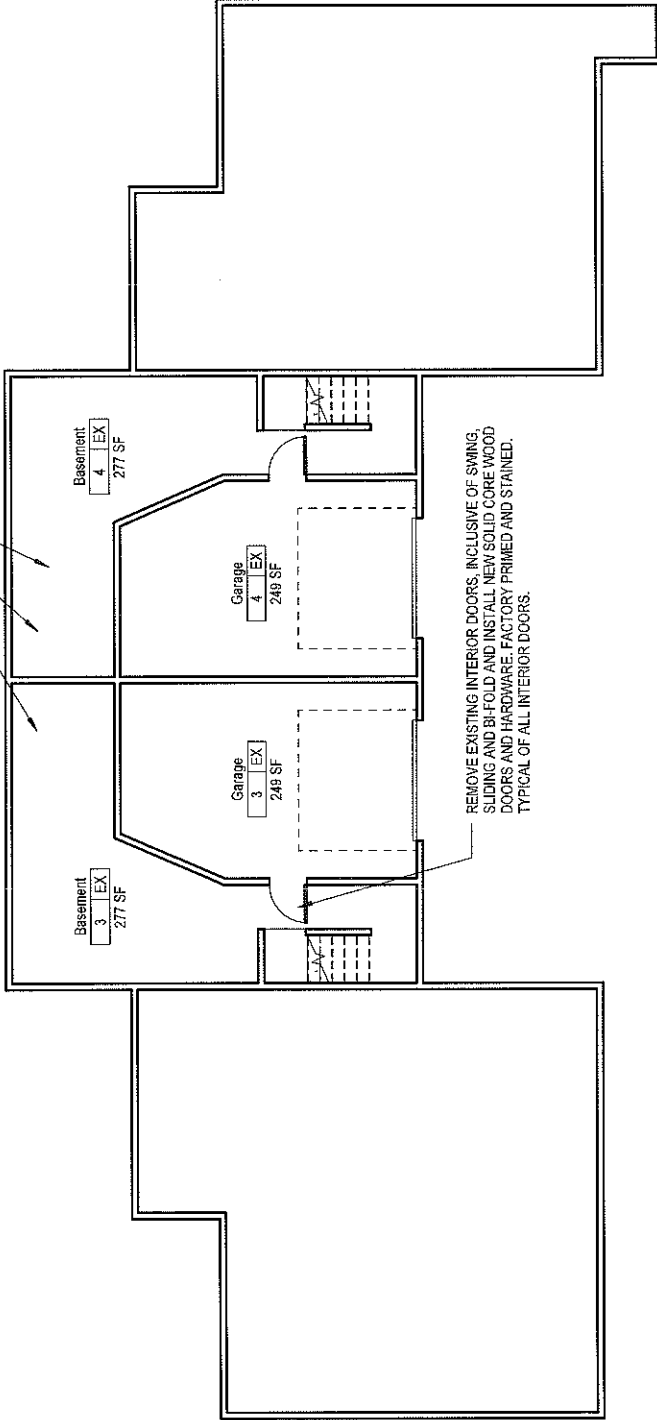 Basement
3 EX
277 SF
Garage
3 EX
249 SF
Garage
4 EX
249 SF
Basement
4 EX
277 SF
REMOVE EXISTING INTERIOR DOORS, INCLUSIVE OF SWING,
SLIDING AND BI-FOLD AND INSTALL NEW SOLID CORE WOOD
DOORS AND HARDWARE. FACTORY PRIMED AND STAINED.
TYPICAL OF ALL INTERIOR DOORS.